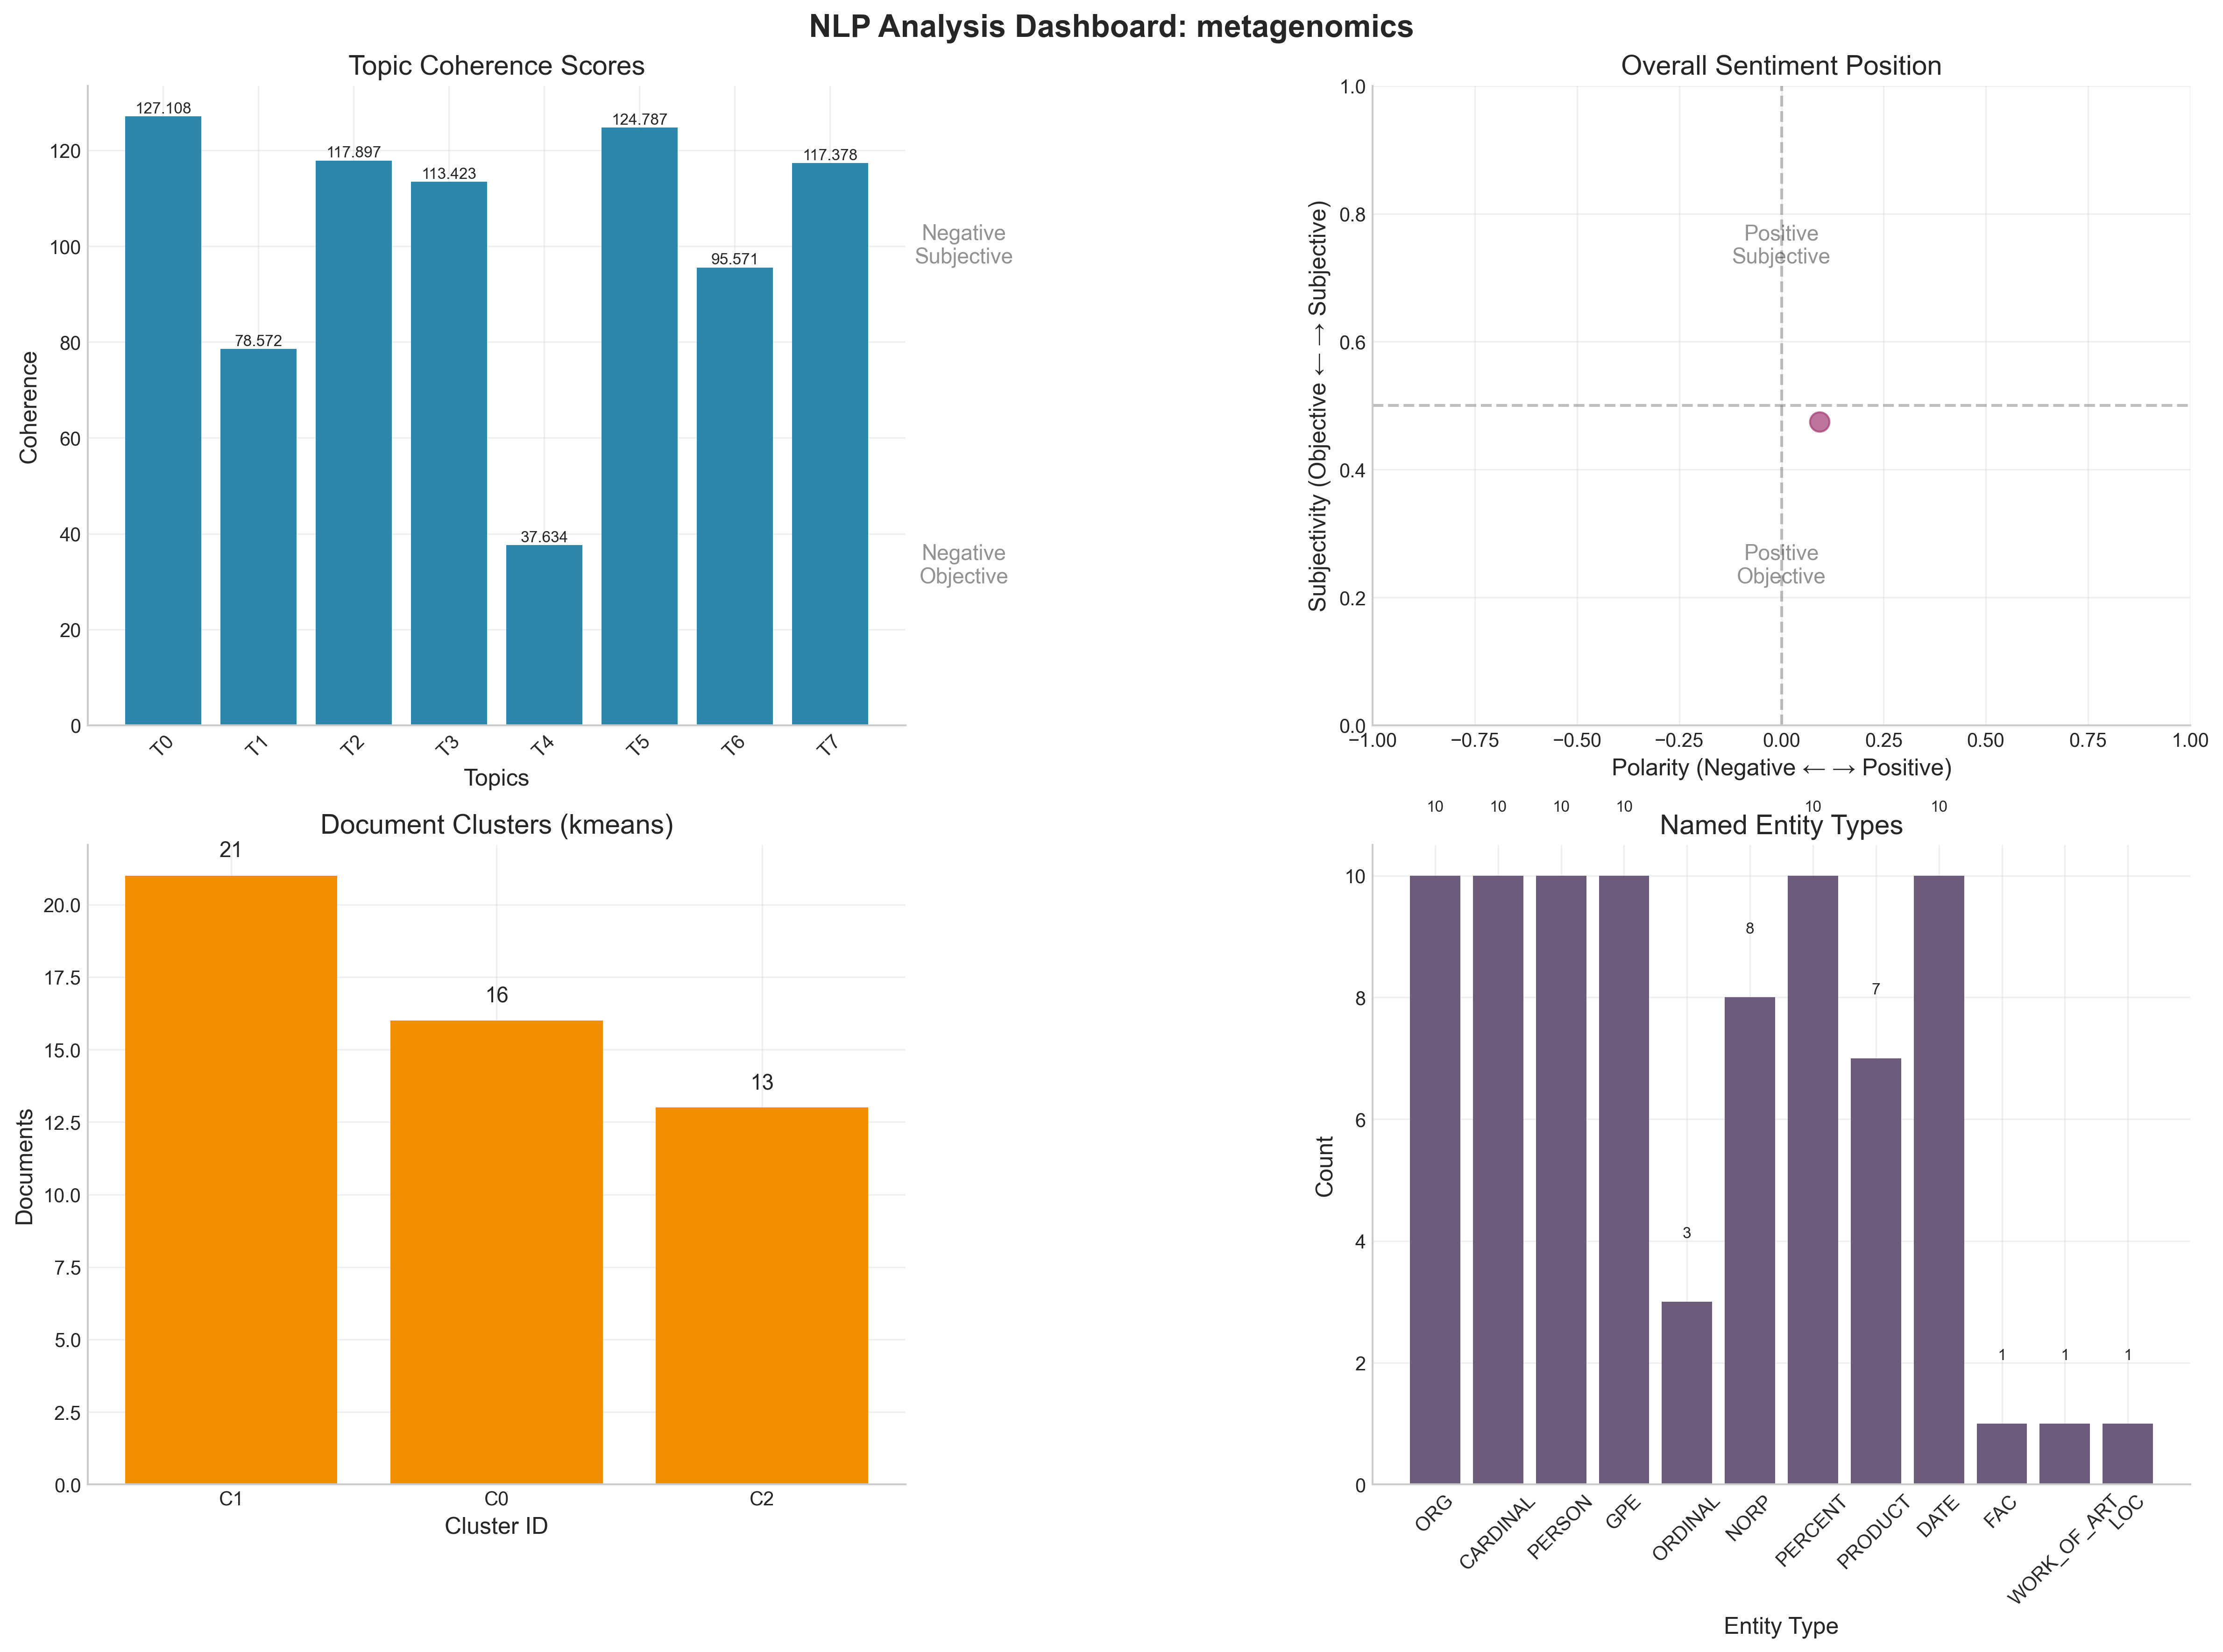 NLP Analysis Dashboard: metagenomics
Topic Coherence Scores
127.108
78.572
117.897
113.423
37.634
124.787
95.571
117.378
120
100
80
60
40
20
0
Coherence
T0
T1
T2
T3
T4
T5
T6
T7
Topics
Overall Sentiment Position
Negative
Subjective
Positive
Subjective
Negative
Objective
Positive
Objective
1.0
0.8
0.6
0.4
0.2
0.0
Subjectivity (Objective ← → Subjective)
−1.00
−0.75
−0.50
−0.25
0.00
0.25
0.50
0.75
1.00
Polarity (Negative ← → Positive)
Document Clusters (kmeans)
21
16
13
20.0
17.5
15.0
12.5
10.0
7.5
5.0
2.5
0.0
Documents
C1
C0
C2
Cluster ID
10
10
10
10
10
10
Named Entity Types
3
8
7
1
1
1
10
8
6
4
2
0
Count
ORG
CARDINAL
PERSON
GPE
ORDINAL
NORP
PERCENT
PRODUCT
DATE
FAC
WORK_OF_ART
LOC
Entity Type